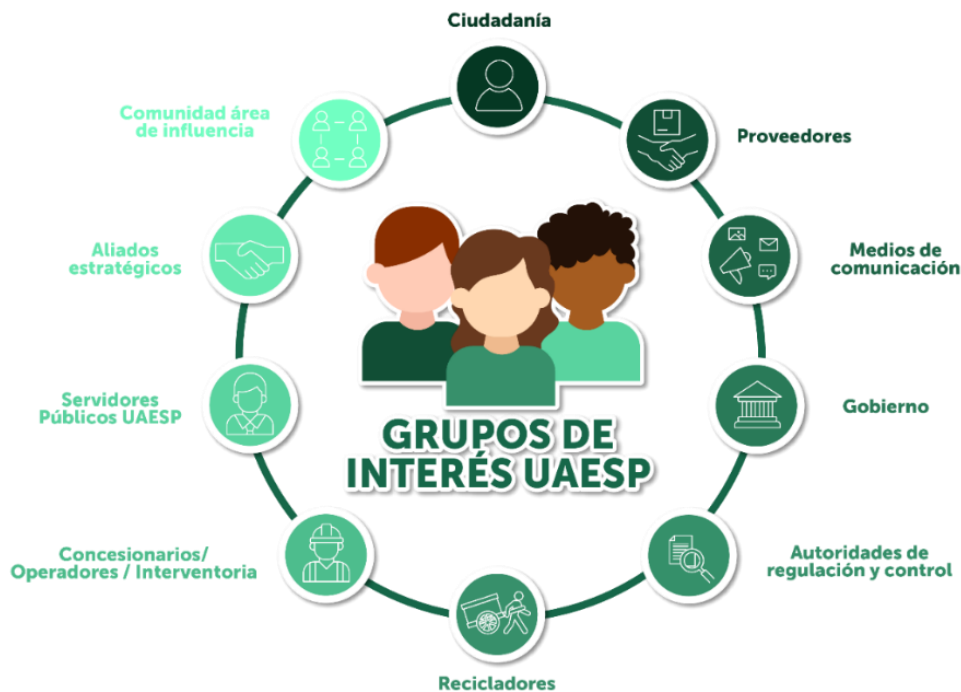 Ciudadanía
Proveedores
Medios de
comunicación
Gobierno
Autoridades de
regulación y control
Recicladores
Concesionarios/
Operadores / Interventoria
Servidores
Públicos UAESP
Aliados
estratégicos
Comunidad área
de influencia
GRUPOS DE
INTERÉS UAESP